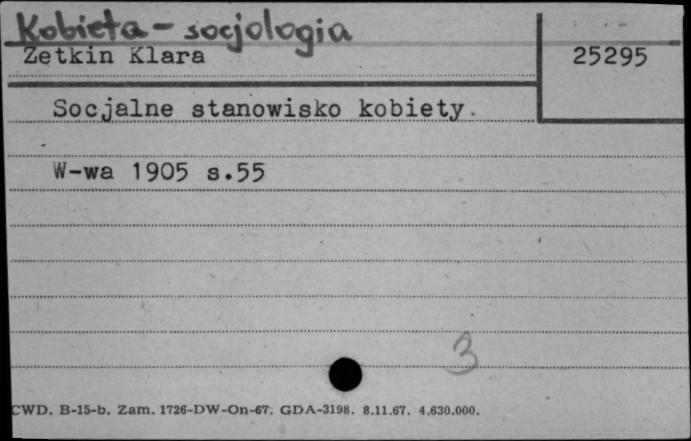 Kobieta - socjologia
Zetkin Klara
25295
Socjalne stanowisko kobiety.
W-wa 1905 s.55
3
CWD. B-15-b. Zam. 1726-DW-On-67. GDA-3198. 8.11.67. 4.630.000.